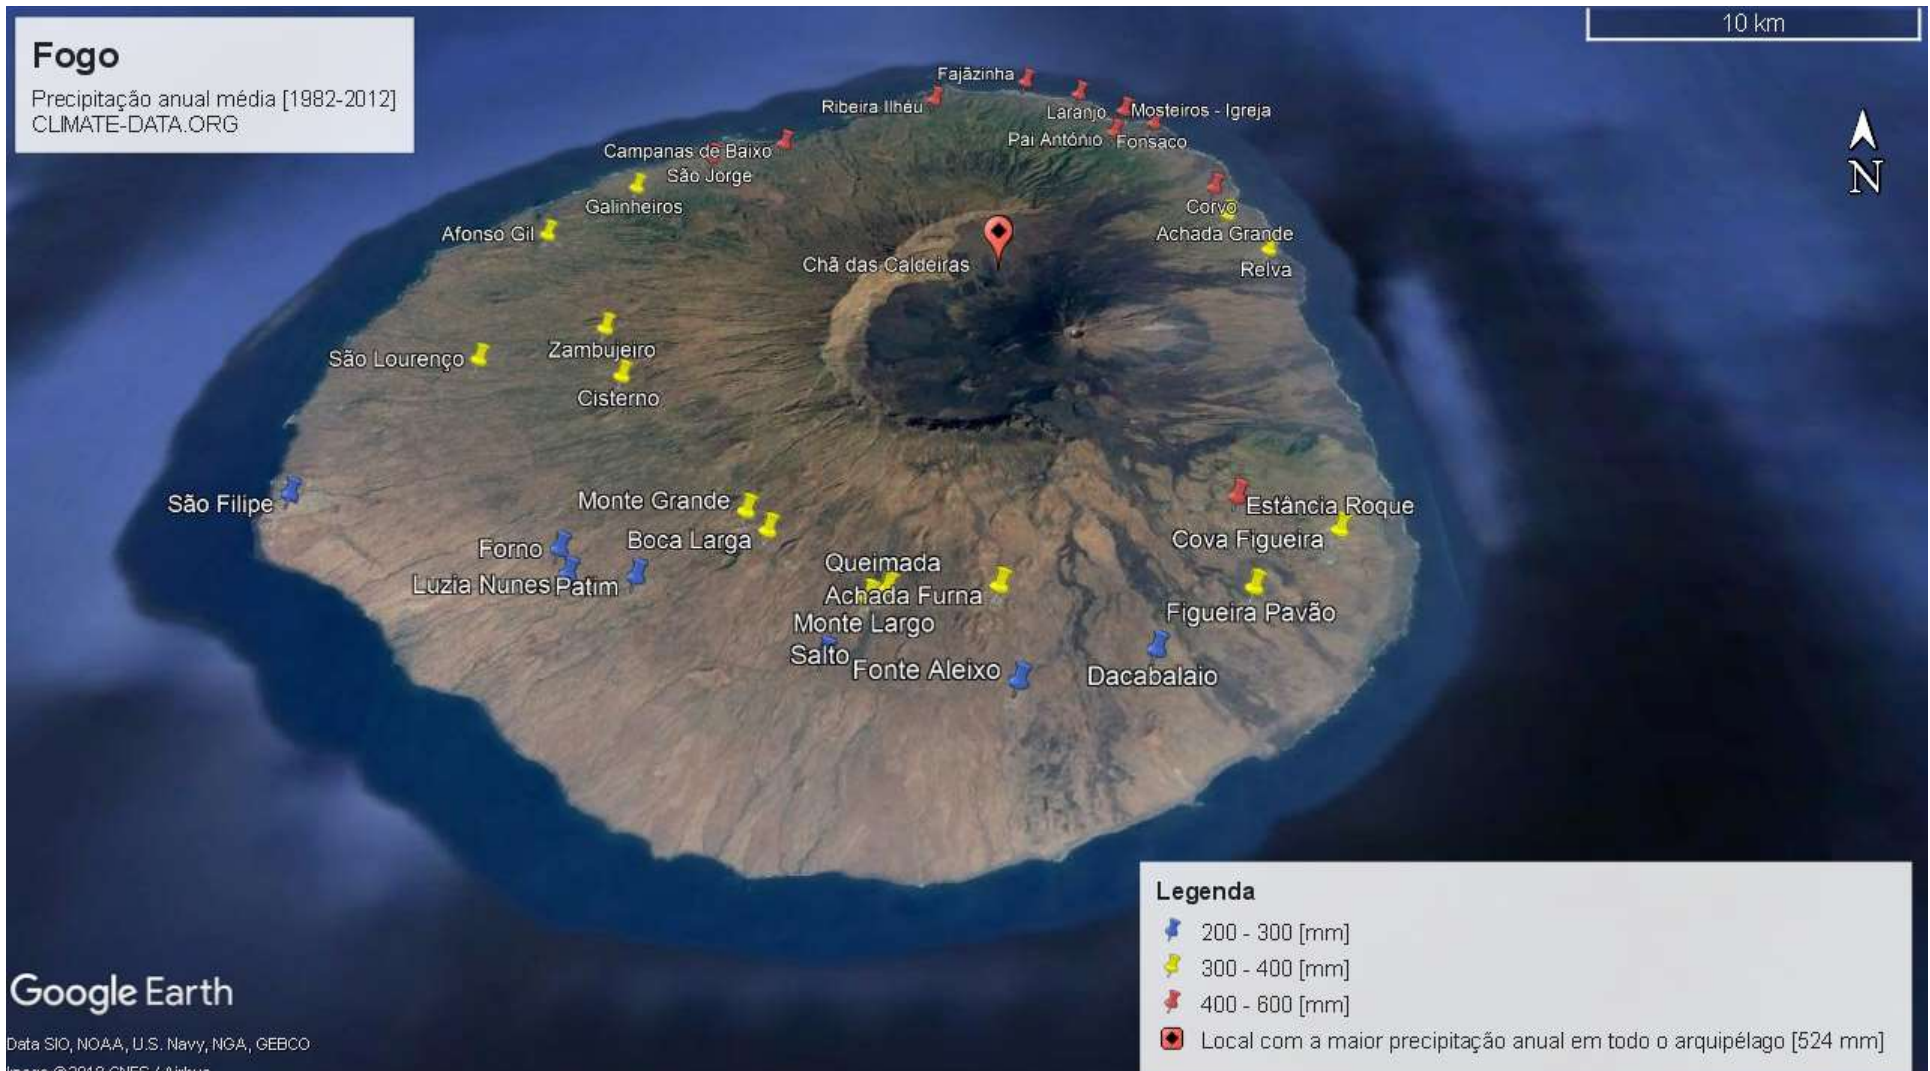 Fogo
Precipitação anual média [1982-2012]
CLIMATE-DATA.ORG
10 km
N
Fajãzinha
Ribeira Ilhéu
Laranjo
Mosteiros - Igreja
Pai António
Fonsaco
Campanas de Baixo
São Jorge
Galinheiros
Corvo
Afonso Gil
Achada Grande
Chã das Caldeiras
Relva
Zambujeiro
São Lourenço
Cisterno
São Filipe
Monte Grande
Estância Roque
Forno
Boca Larga
Cova Figueira
Queimada
Luzia Nunes
Patim
Achada Furna
Figueira Pavão
Monte Largo
Salto
Fonte Aleixo
Dacabalaio
Legenda
200 - 300 [mm]
300 - 400 [mm]
400 - 600 [mm]
Local com a maior precipitação anual em todo o arquipélago [524 mm]
Google Earth
Data SIO, NOAA, U.S. Navy, NGA, GEBCO